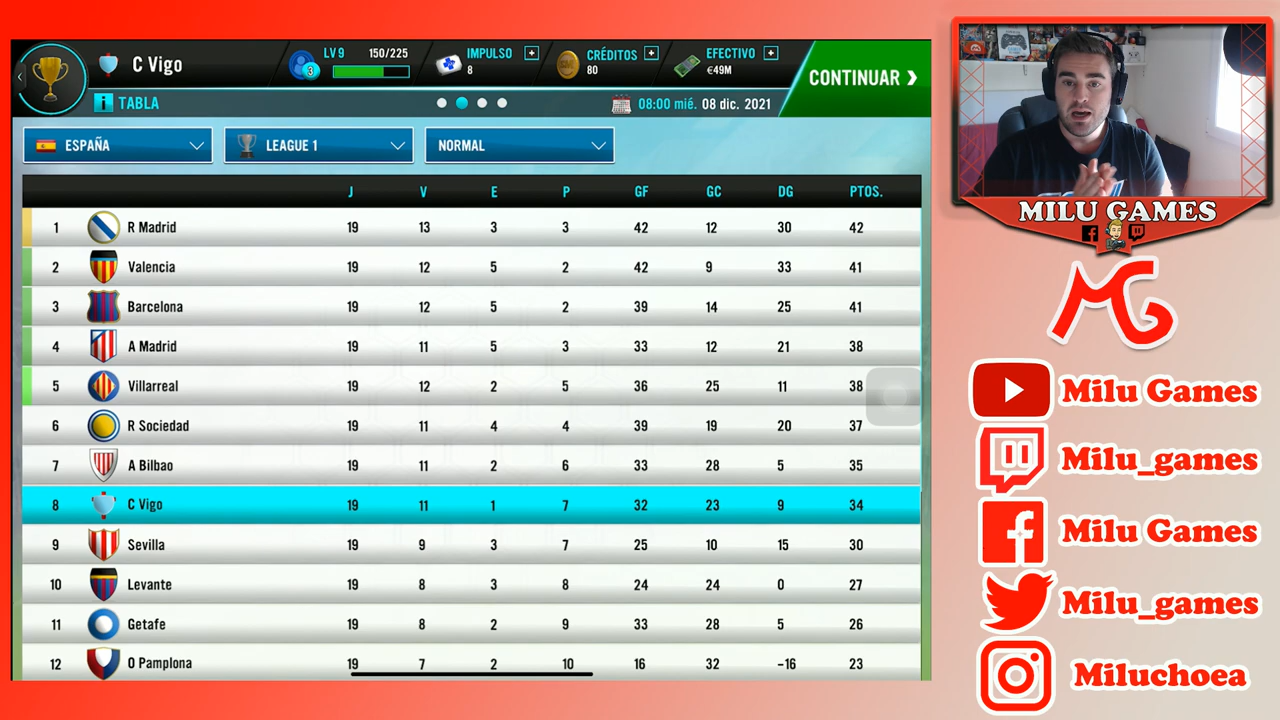 C Vigo
LV 9 150/225
3
IMPULSO +
8
CRÉDITOS +
80
EFECTIVO +
€49M
CONTINUAR
i TABLA
08:00 mié. 08 dic. 2021
ESPAÑA
LEAGUE 1
NORMAL
J V E P GF GC DG PTOS.
1 R Madrid 19 13 3 3 42 12 30 42
2 Valencia 19 12 5 2 42 9 33 41
3 Barcelona 19 12 5 2 39 14 25 41
4 A Madrid 19 11 5 3 33 12 21 38
5 Villarreal 19 12 2 5 36 25 11 38
6 R Sociedad 19 11 4 4 39 19 20 37
7 A Bilbao 19 11 2 6 33 28 5 35
8 C Vigo 19 11 1 7 32 23 9 34
9 Sevilla 19 9 3 7 25 10 15 30
10 Levante 19 8 3 8 24 24 0 27
11 Getafe 19 8 2 9 33 28 5 26
12 O Pamplona 19 7 2 10 16 32 -16 23
MILU GAMES
MG
Milu Games
Milu_games
Milu Games
Milu_games
Miluchoea